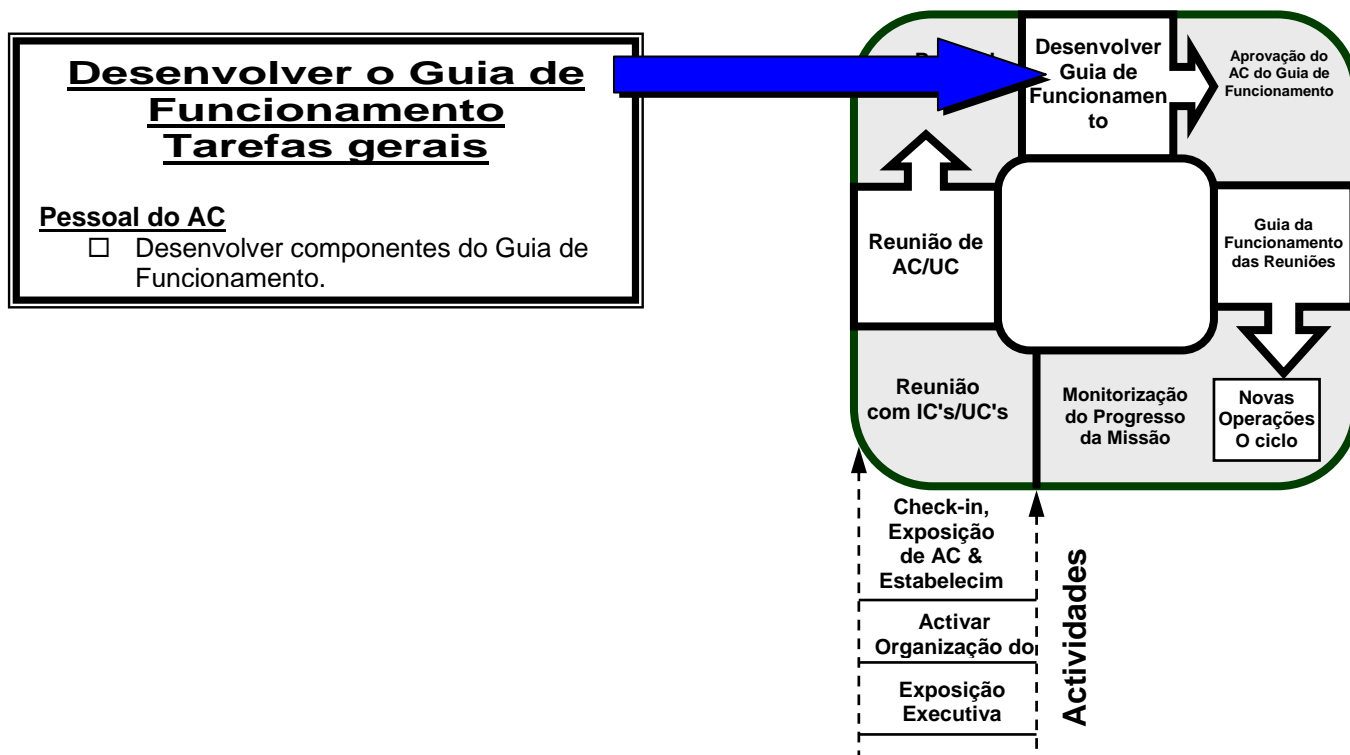 Desenvolver o Guia de
Funcionamento
Tarefas gerais
Pessoal do AC
Desenvolver componentes do Guia de
Funcionamento.
Desenvolver
Guia de
Funcionamen
to
Aprovação do
AC do Guia de
Funcionamento
Reunião de
AC/UC
Guia da
Funcionamento
das Reuniões
Reunião
com IC's/UC's
Monitorização
do Progresso
da Missão
Novas
Operações
O ciclo
Check-in,
Exposição
de AC &
Estabelecim
Activar
Organização do
Exposição
Executiva
Actividades